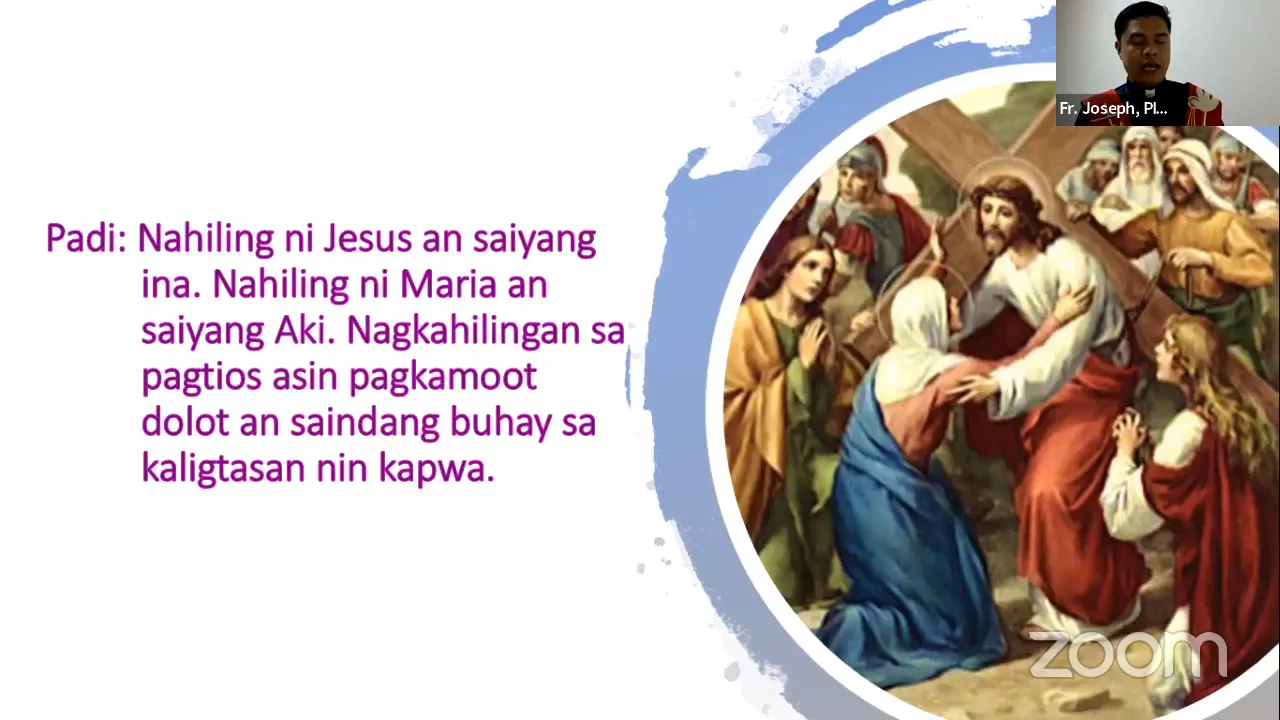 Fr. Joseph, Pl...
Padi: Nahiling ni Jesus an saiyang
ina. Nahiling ni Maria an
saiyang Aki. Nagkahilingan sa
pagtios asin pagkamoot
dolot an saindang buhay sa
kaligtasan nin kapwa.
zoom